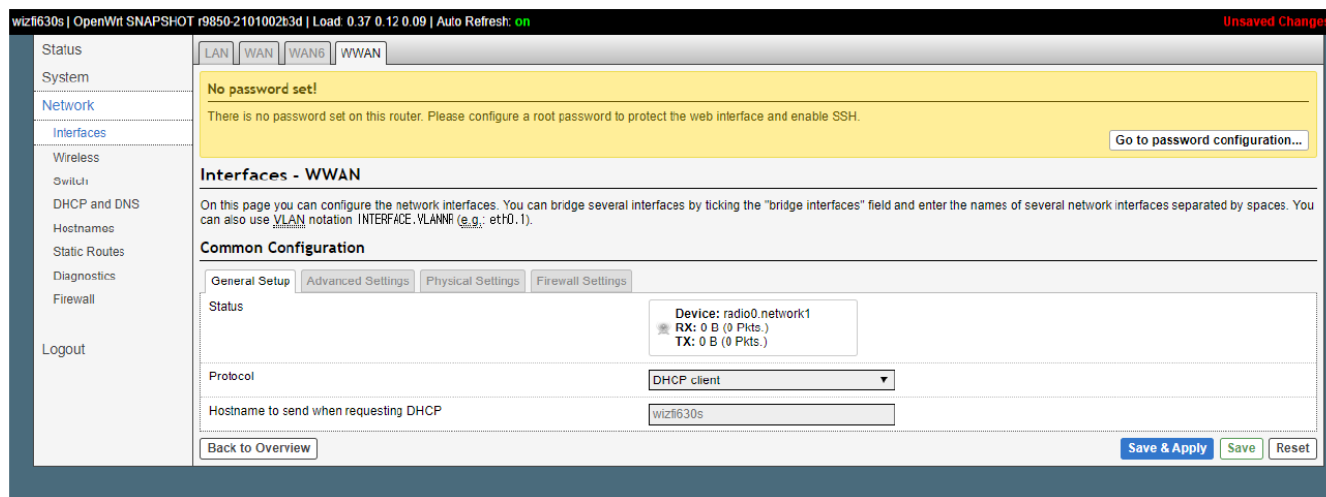 wizfi630s | OpenWrt SNAPSHOT r9850-2101002b3d | Load: 0.37 0.12 0.09 | Auto Refresh: on
Unsaved Changes
Status
System
Network
Interfaces
Wireless
Switch
DHCP and DNS
Hostnames
Static Routes
Diagnostics
Firewall
Logout
LAN WAN WAN6 WWAN
No password set!
There is no password set on this router. Please configure a root password to protect the web interface and enable SSH.
Go to password configuration...
Interfaces - WWAN
On this page you can configure the network interfaces. You can bridge several interfaces by ticking the "bridge interfaces" field and enter the names of several network interfaces separated by spaces. You
can also use VLAN notation INTERFACE.VLANNR (e.g.: eth0.1).
Common Configuration
General Setup Advanced Settings Physical Settings Firewall Settings
Status
Device: radio0.network1
RX: 0 B (0 Pkts.)
TX: 0 B (0 Pkts.)
Protocol
DHCP client
Hostname to send when requesting DHCP
wizfi630s
Back to Overview
Save & Apply Save Reset